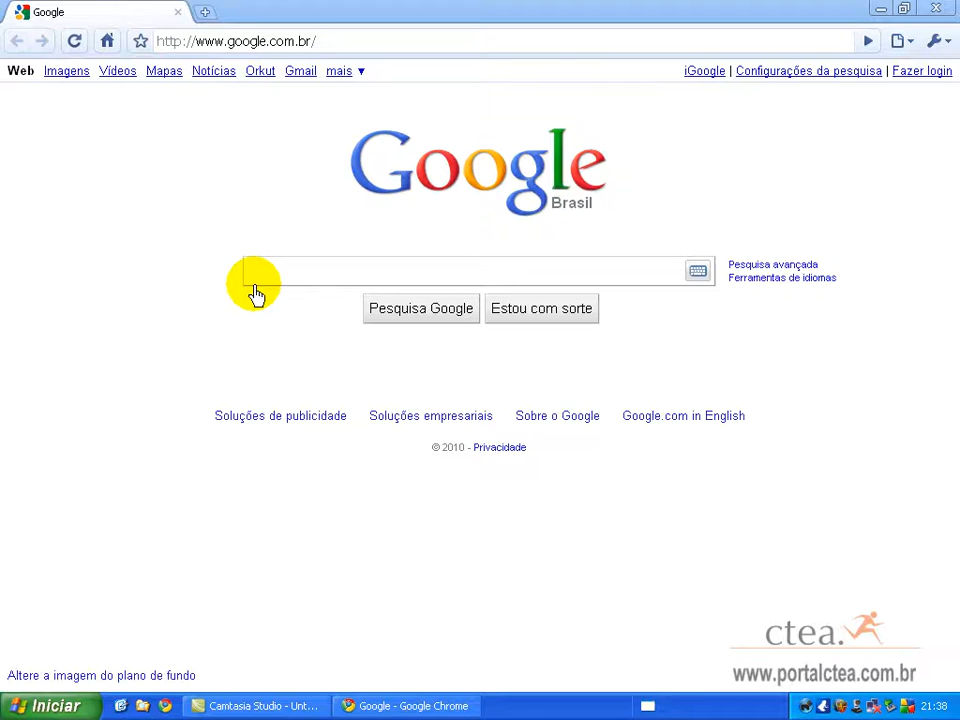 Google
http://www.google.com.br/
Web Imagens Vídeos Mapas Notícias Orkut Gmail mais ▼ iGoogle | Configurações da pesquisa | Fazer login
Google
Brasil
Pesquisa avançada
Ferramentas de idiomas
Pesquisa Google Estou com sorte
Soluções de publicidade Soluções empresariais Sobre o Google Google.com in English
© 2010 - Privacidade
ctea.
www.portalctea.com.br
Altere a imagem do plano de fundo
Iniciar Camtasia Studio - Unt... Google - Google Chrome 21:38